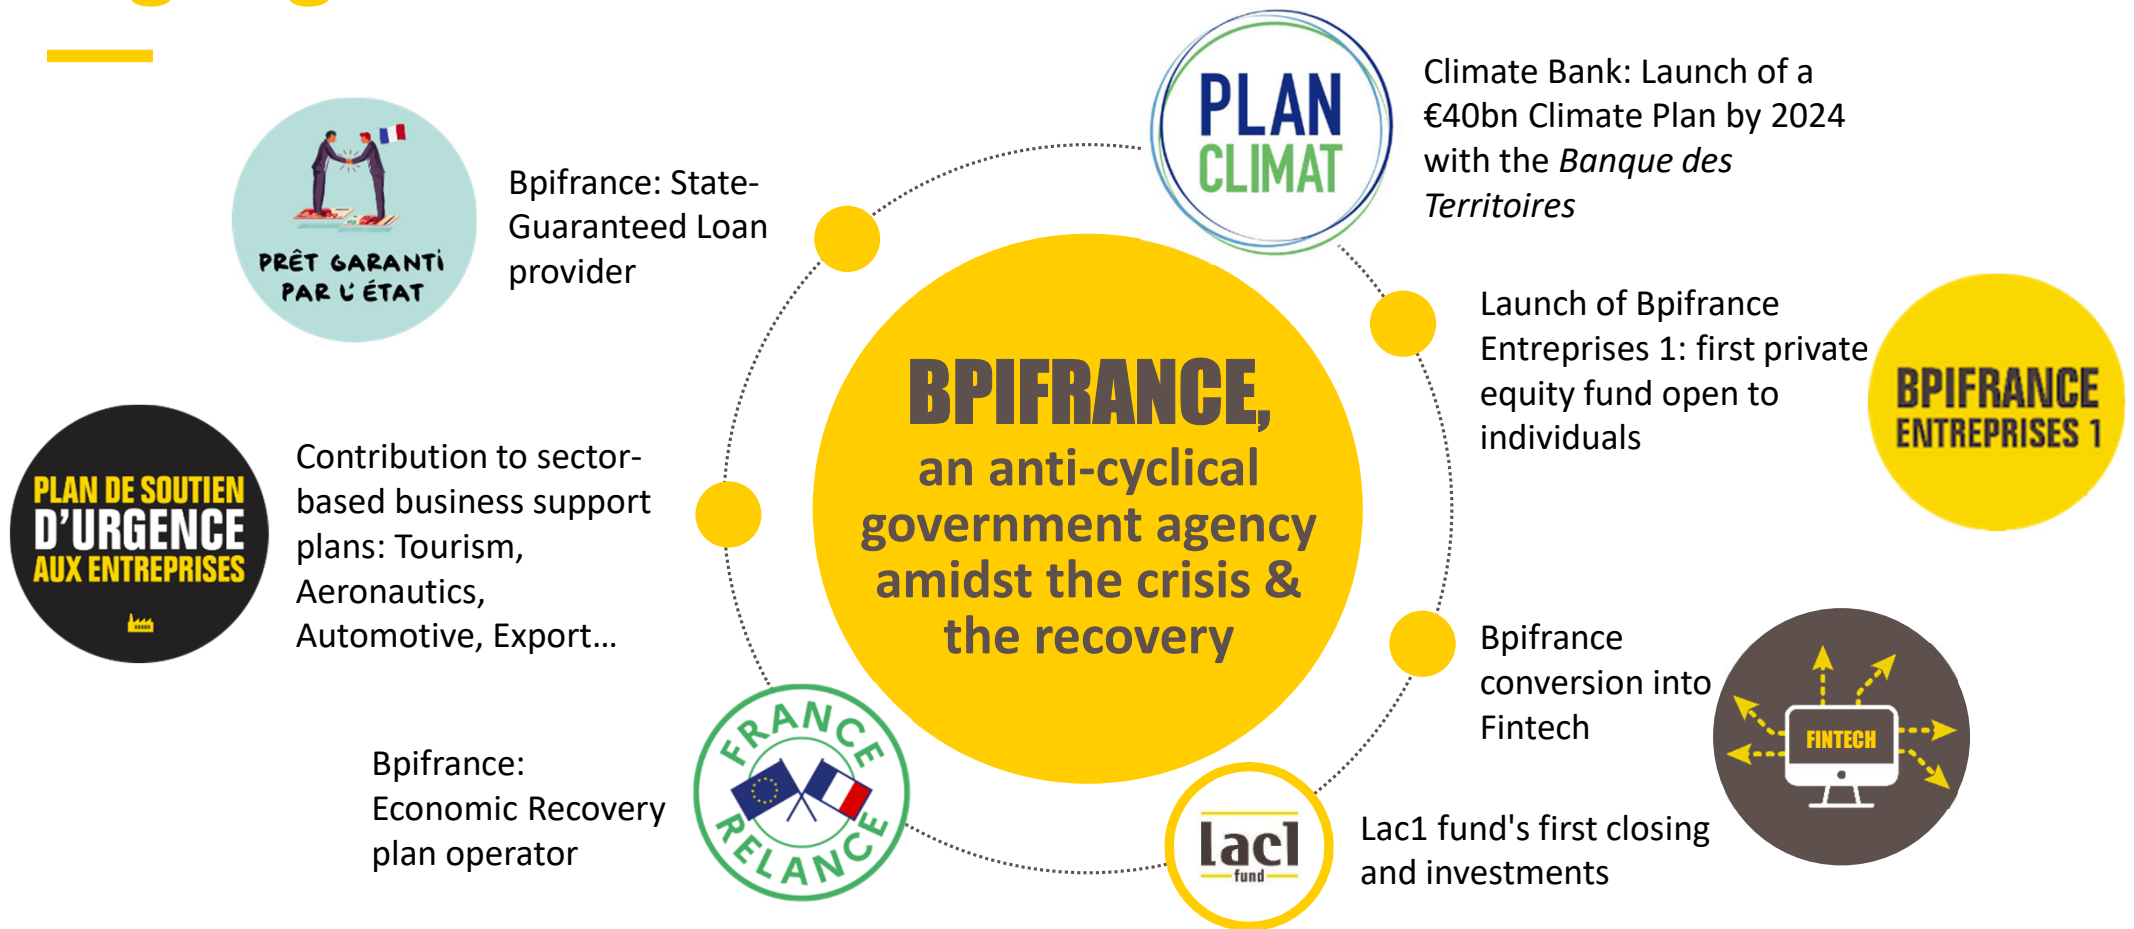 PLAN
CLIMAT
Climate Bank: Launch of a
€40bn Climate Plan by 2024
with the Banque des
Territoires
PRÊT GARANTI
PAR L'ÉTAT
Bpifrance: State-
Guaranteed Loan
provider
Launch of Bpifrance
Entreprises 1: first private
equity fund open to
individuals
BPIFRANCE
ENTREPRISES 1
BPIFRANCE,
an anti-cyclical
government agency
amidst the crisis &
the recovery
PLAN DE SOUTIEN
D'URGENCE
AUX ENTREPRISES
Contribution to sector-
based business support
plans: Tourism,
Aeronautics,
Automotive, Export…
Bpifrance
conversion into
Fintech
FINTECH
Bpifrance:
Economic Recovery
plan operator
FRANCE
RELANCE
lac1
fund
Lac1 fund's first closing
and investments